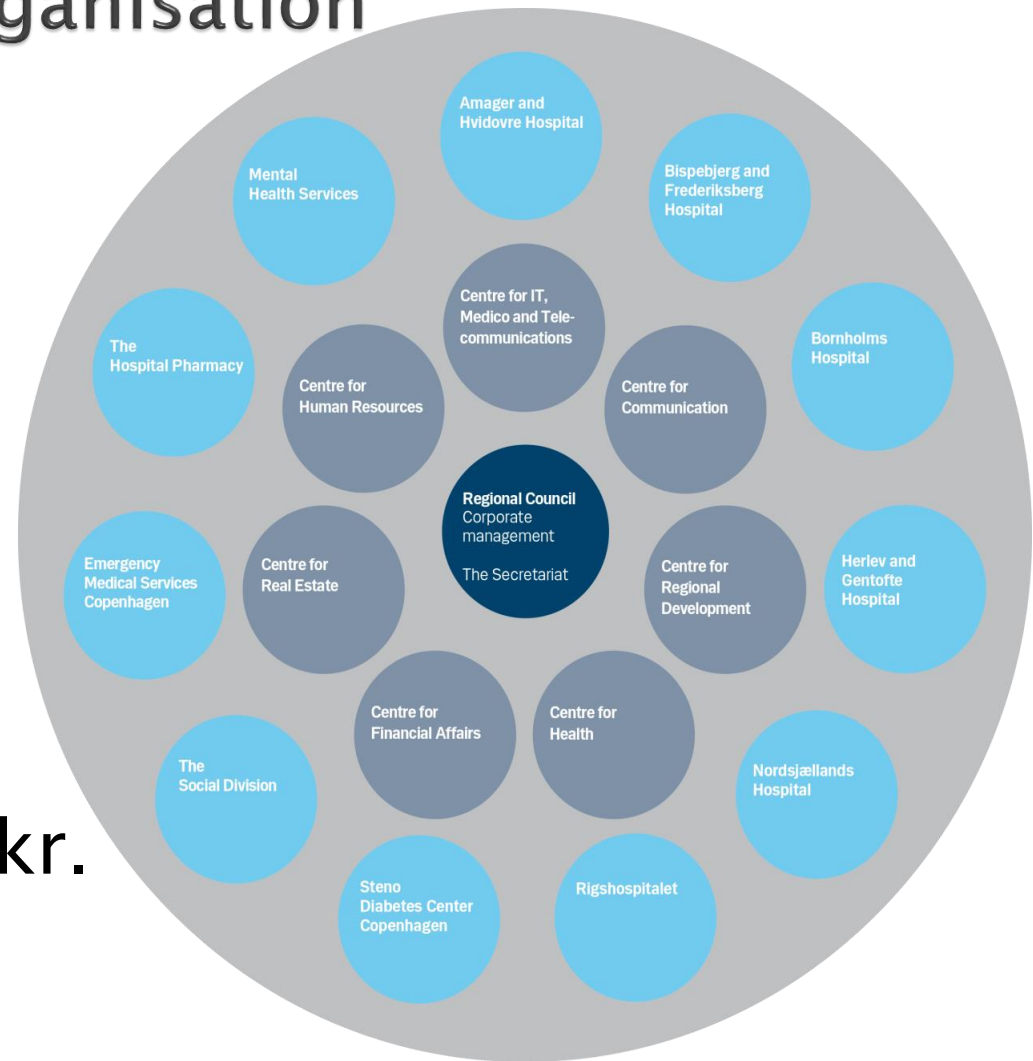 ganisation
Amager and
Hvidovre Hospital
Mental
Health Services
Bispebjerg and
Frederiksberg
Hospital
Centre for IT,
Medico and Tele-
communications
The
Hospital Pharmacy
Bornholms
Hospital
Centre for
Human Resources
Centre for
Communication
Regional Council
Corporate
management
The Secretariat
Emergency
Medical Services
Copenhagen
Centre for
Real Estate
Centre for
Regional
Development
Herlev and
Gentofte
Hospital
Centre for
Financial Affairs
Centre for
Health
The
Social Division
Nordsjællands
Hospital
kr.
Steno
Diabetes Center
Copenhagen
Rigshospitalet